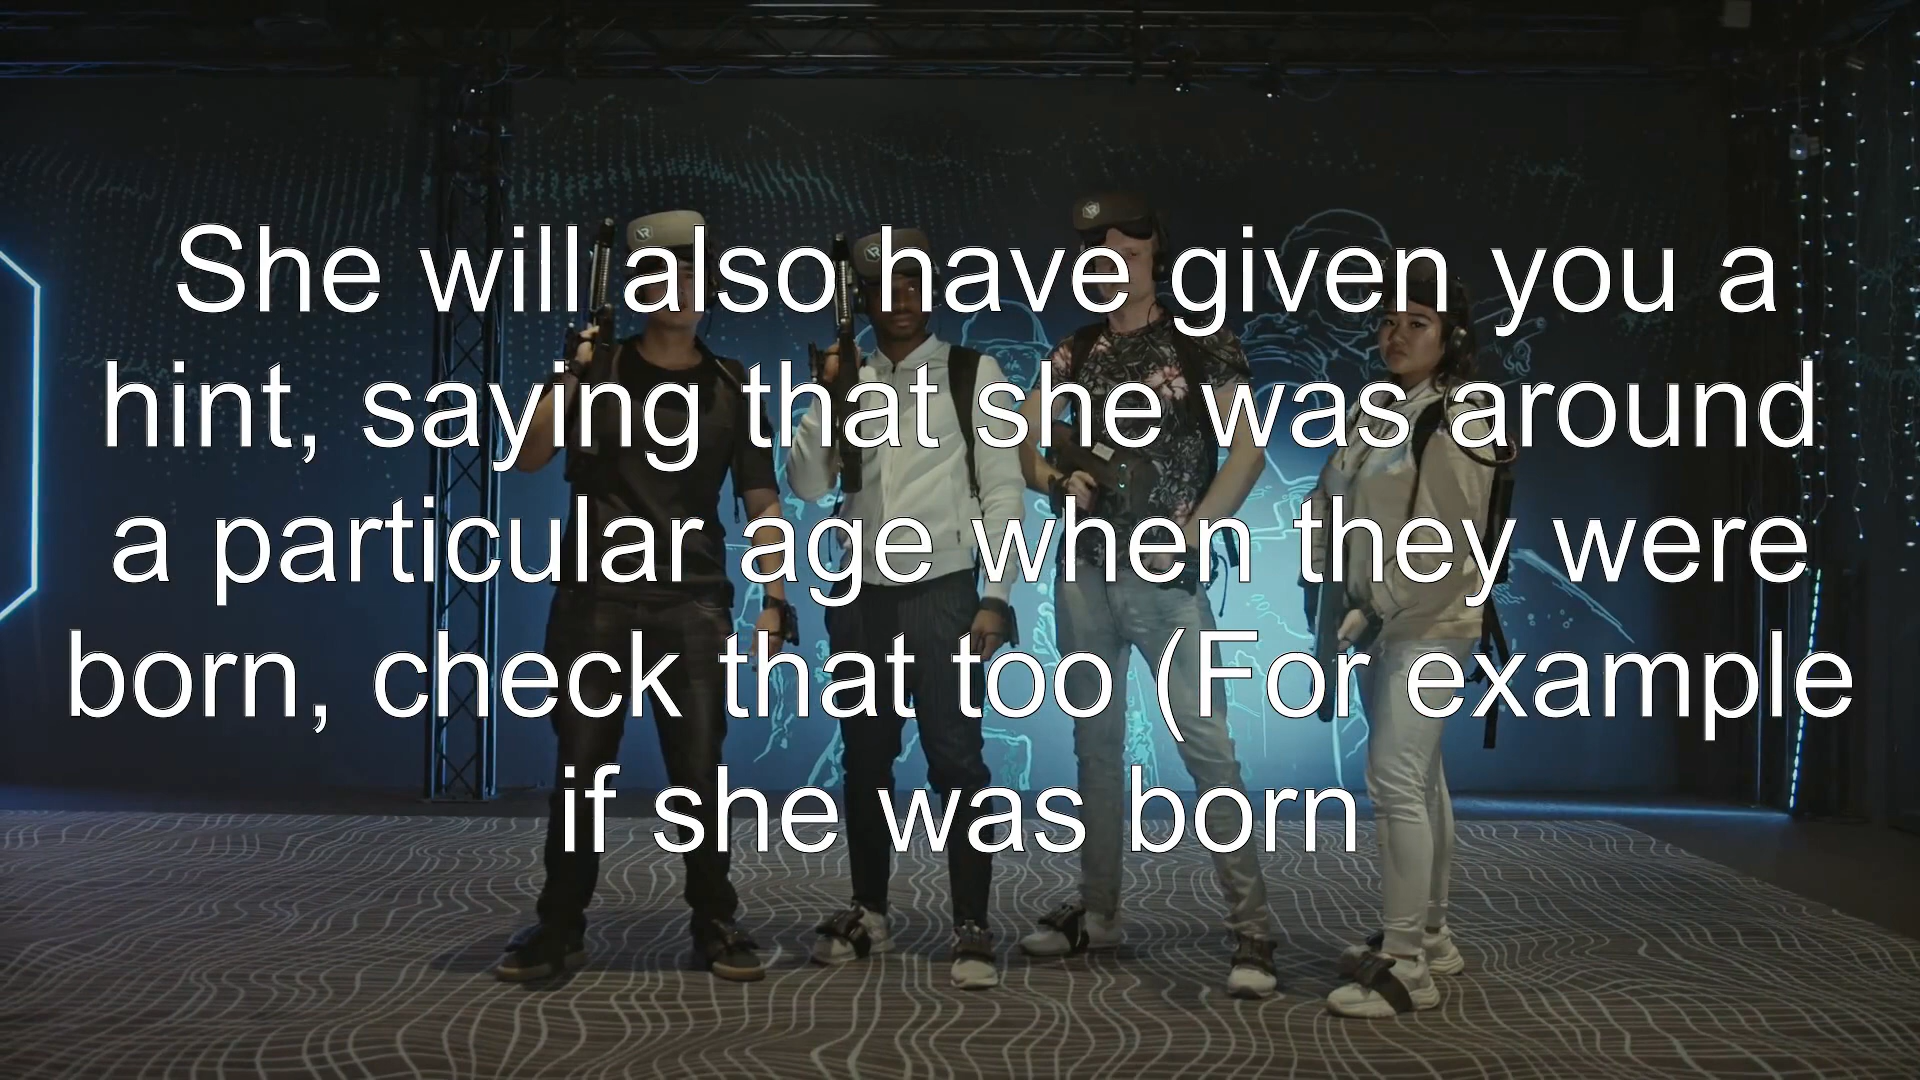 She will also have given you a
hint, saying that she was around
a particular age when they were
born, check that too (For example
if she was born